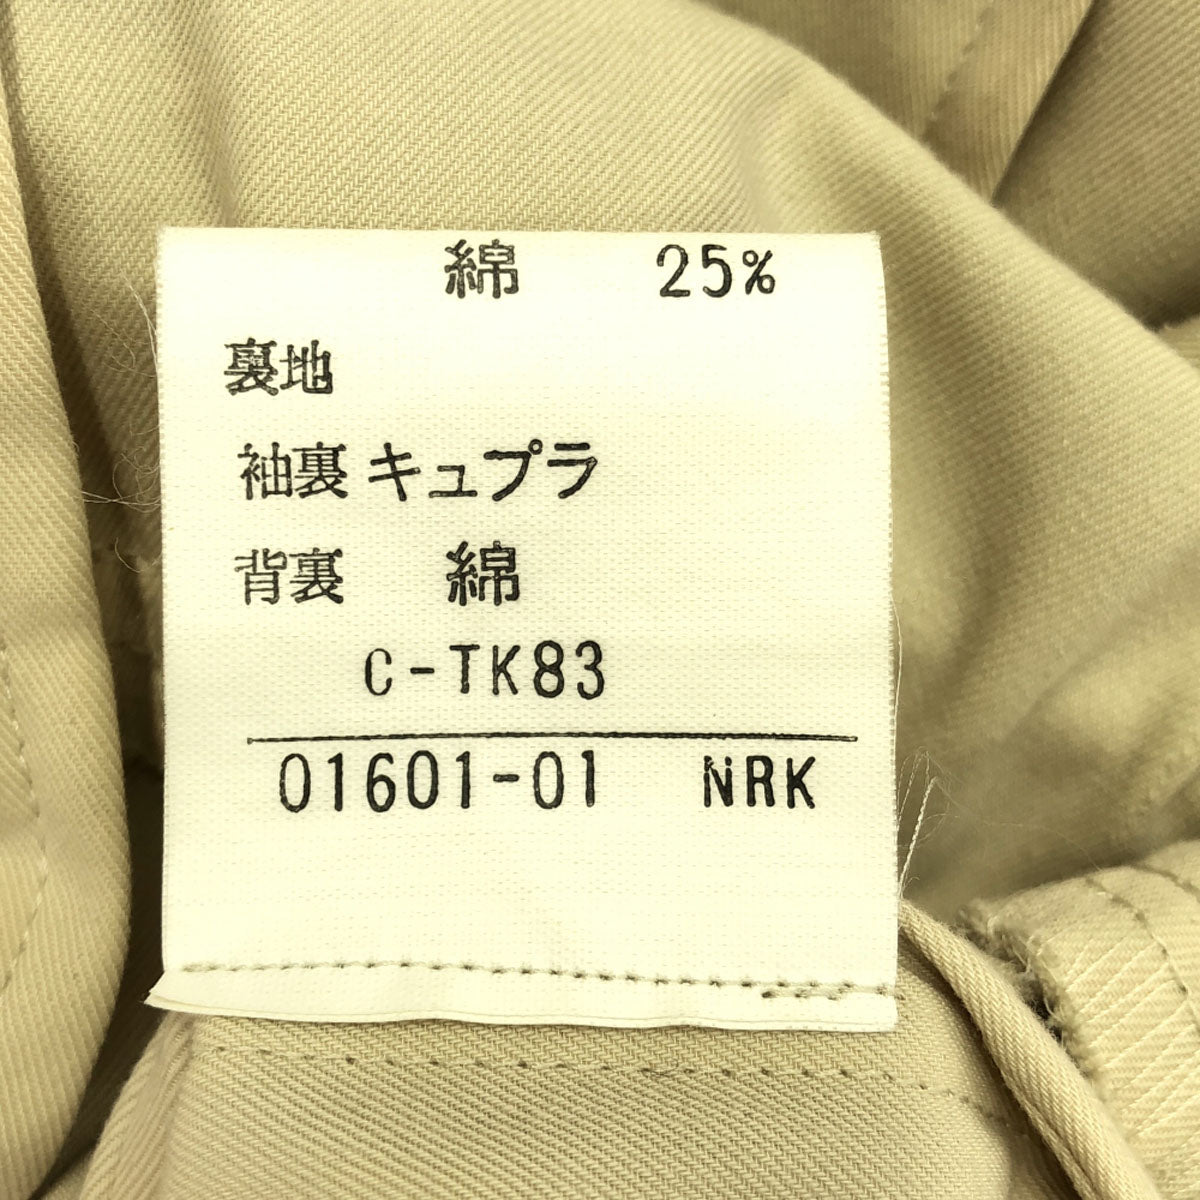 綿 25%
裏地
袖裏 キュプラ
背裏 綿
C-TK83
01601-01 NRK